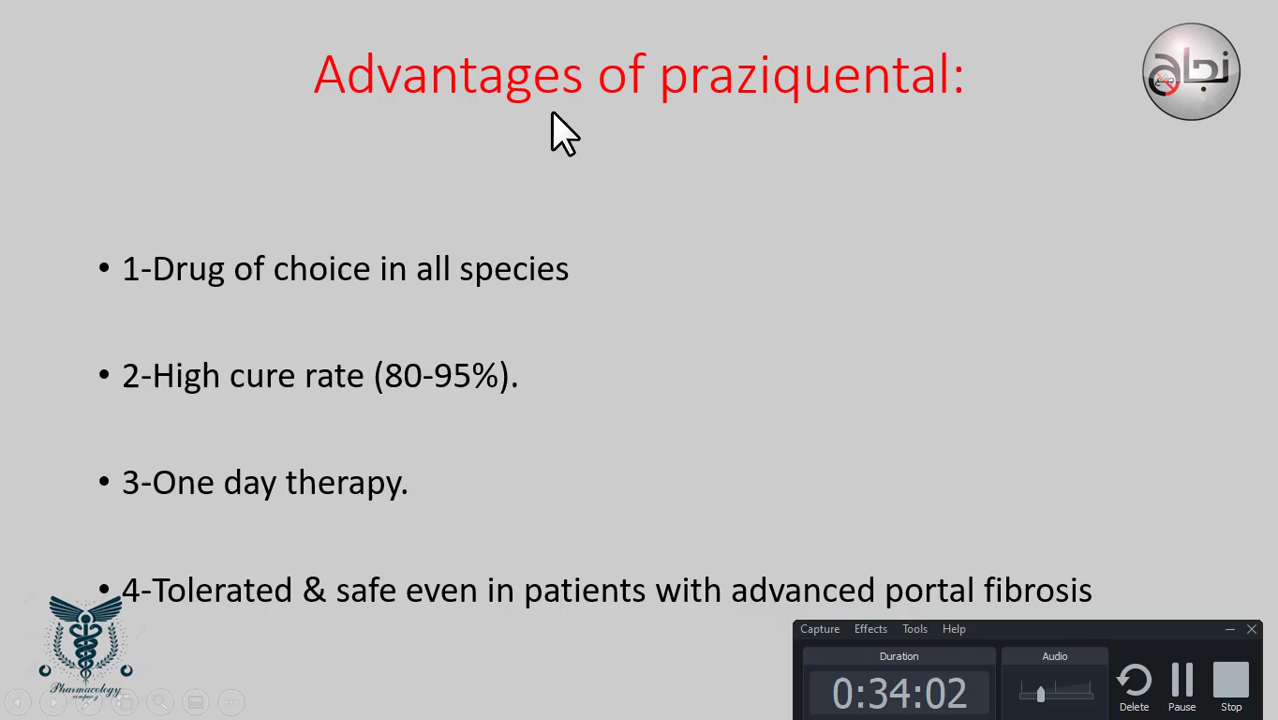 Advantages of praziquental:
نجاة
• 1-Drug of choice in all species
• 2-High cure rate (80-95%).
• 3-One day therapy.
• 4-Tolerated & safe even in patients with advanced portal fibrosis
Pharmacology
Capture Effects Tools Help
Duration Audio
0:34:02
Delete Pause Stop